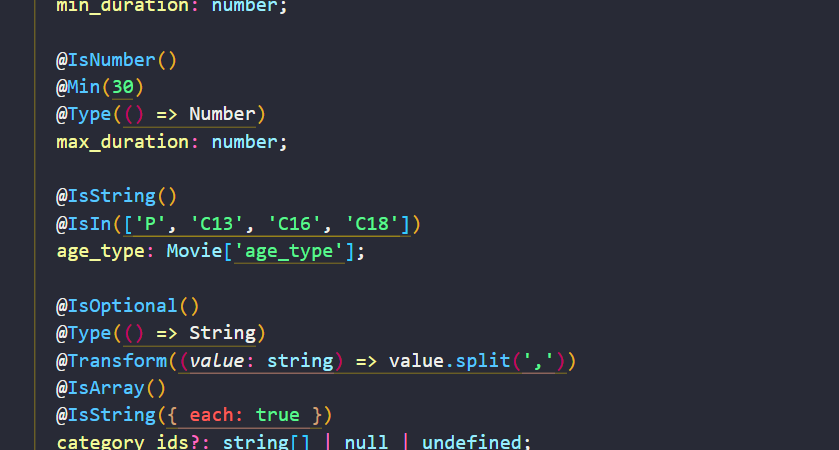 min_duration: number;
@IsNumber()
@Min(30)
@Type(() => Number)
max_duration: number;
@IsString()
@IsIn(['P', 'C13', 'C16', 'C18'])
age_type: Movie['age_type'];
@IsOptional()
@Type(() => String)
@Transform((value: string) => value.split(','))
@IsArray()
@IsString({ each: true })
category_ids?: string[] | null | undefined;